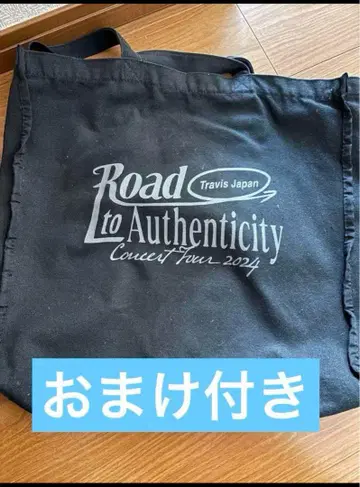 Road
Travis Japan
to Authenticity
Concert Tour 2024
おまけ付き